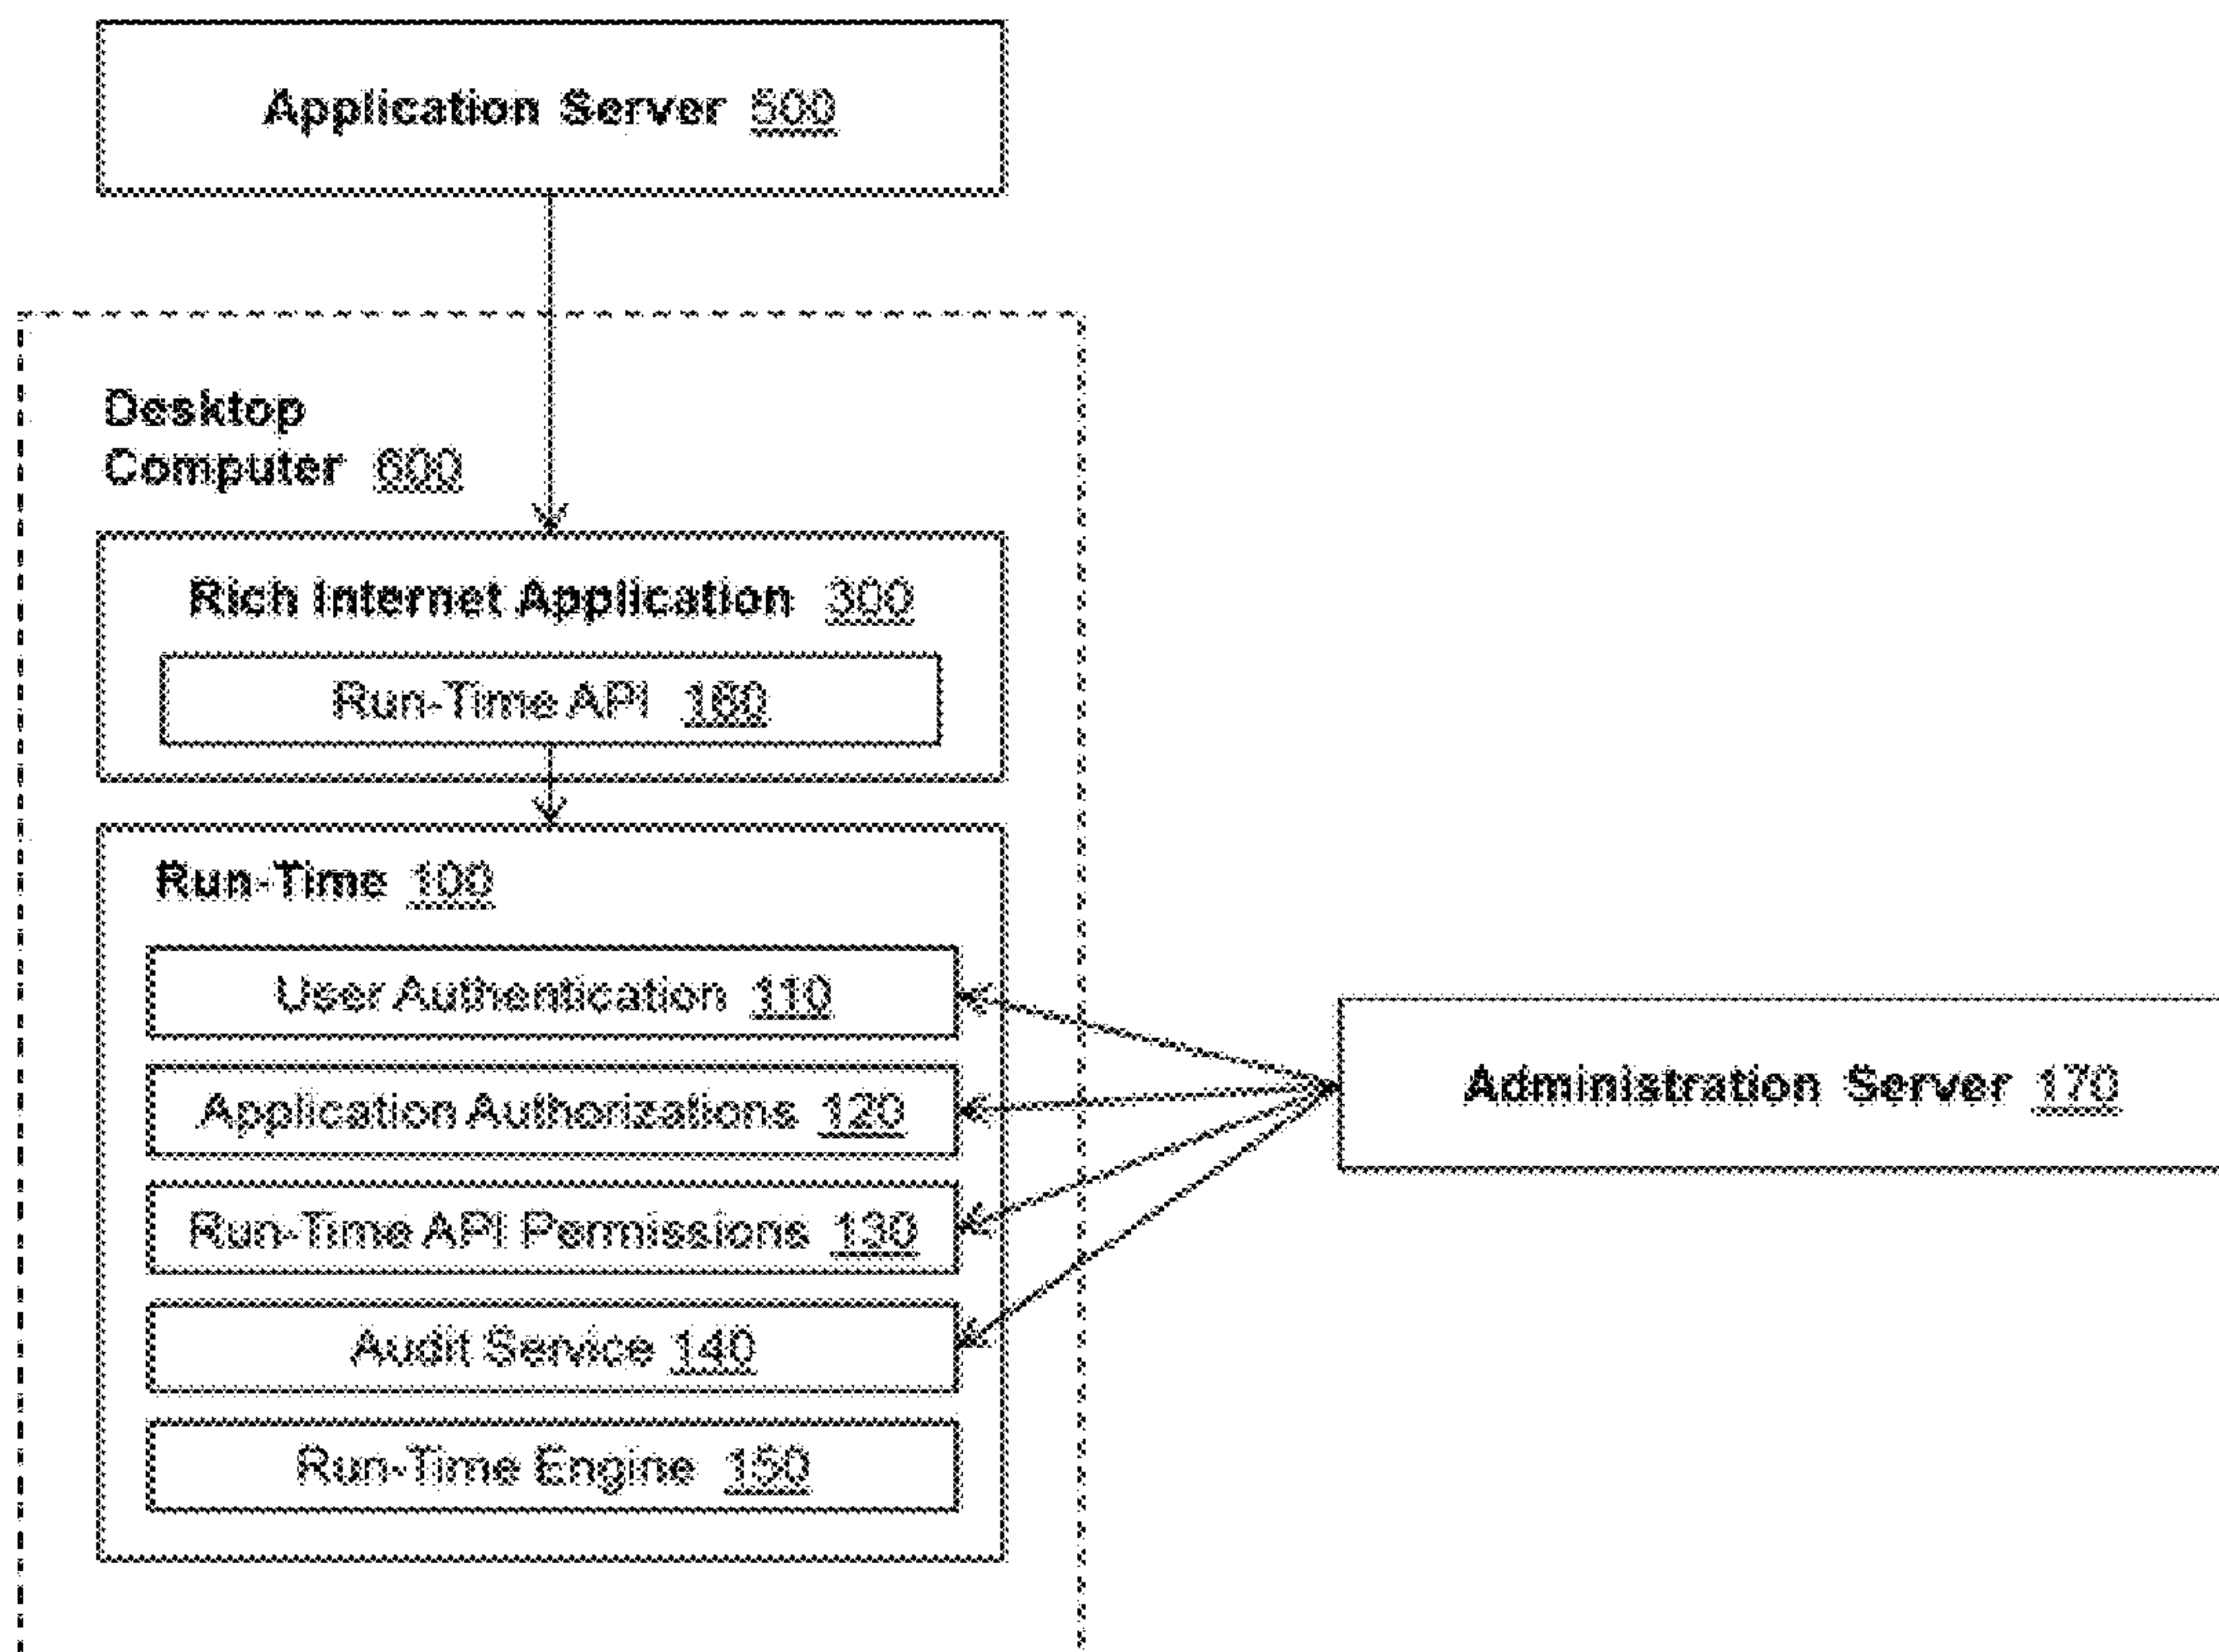 Application Server 500
Desktop
Computer 600
Rich Internet Application 300
Run-Time API 160
Run-Time 100
User Authentication 110
Application Authorizations 120
Run-Time API Permissions 130
Audit Service 140
Run-Time Engine 150
Administration Server 170